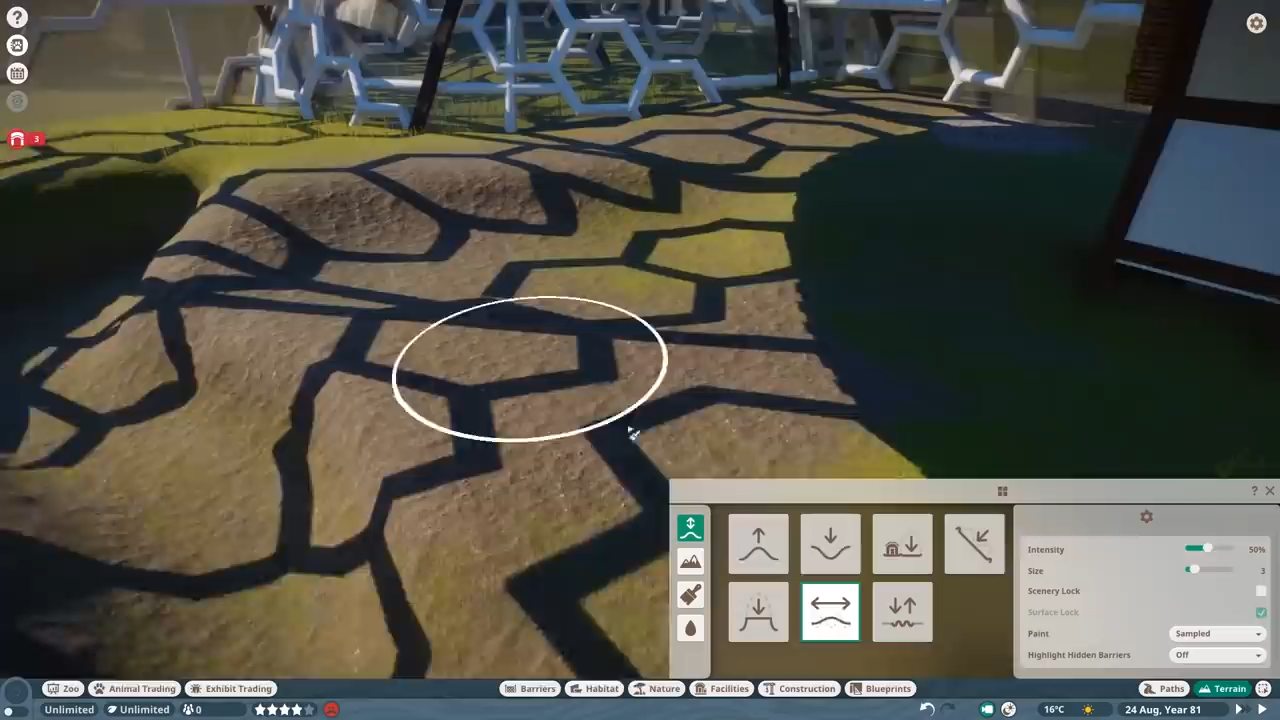 ?
3
?
Intensity 50%
Size 3
Scenery Lock
Surface Lock
Paint Sampled
Highlight Hidden Barriers Off
Zoo Animal Trading Exhibit Trading Barriers Habitat Nature Facilities Construction Blueprints Paths Terrain
Unlimited Unlimited 0 16°C 24 Aug, Year 81